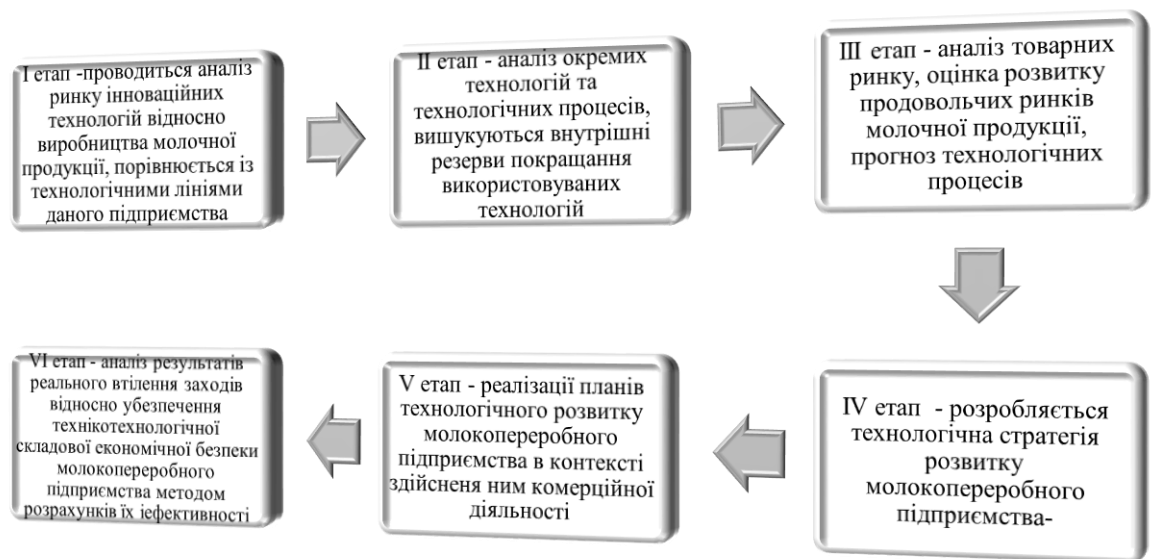 І етап -проводиться аналіз
ринку інноваційних
технологій відносно
виробництва молочної
продукції, порівнюється із
технологічними лініями
даного підприємства
ІІ етап - аналіз окремих
технологій та
технологічних процесів,
вишукуються внутрішні
резерви покращання
використовуваних
технологій
ІІІ етап - аналіз товарних
ринку, оцінка розвитку
продовольчих ринків
молочної продукції,
прогноз технологічних
процесів
IV етап - розробляється
технологічна стратегія
розвитку
молокопереробного
підприємства-
V етап - реалізації планів
технологічного розвитку
молокопереробного
підприємства в контексті
здійсненя ним комерційної
діяльності
VI етап - аналіз результатів
реального втілення заходів
відносно убезпечення
технікотехнологічної
складової економічної безпеки
молокопереробного
підприємства методом
розрахунків їх іефективності